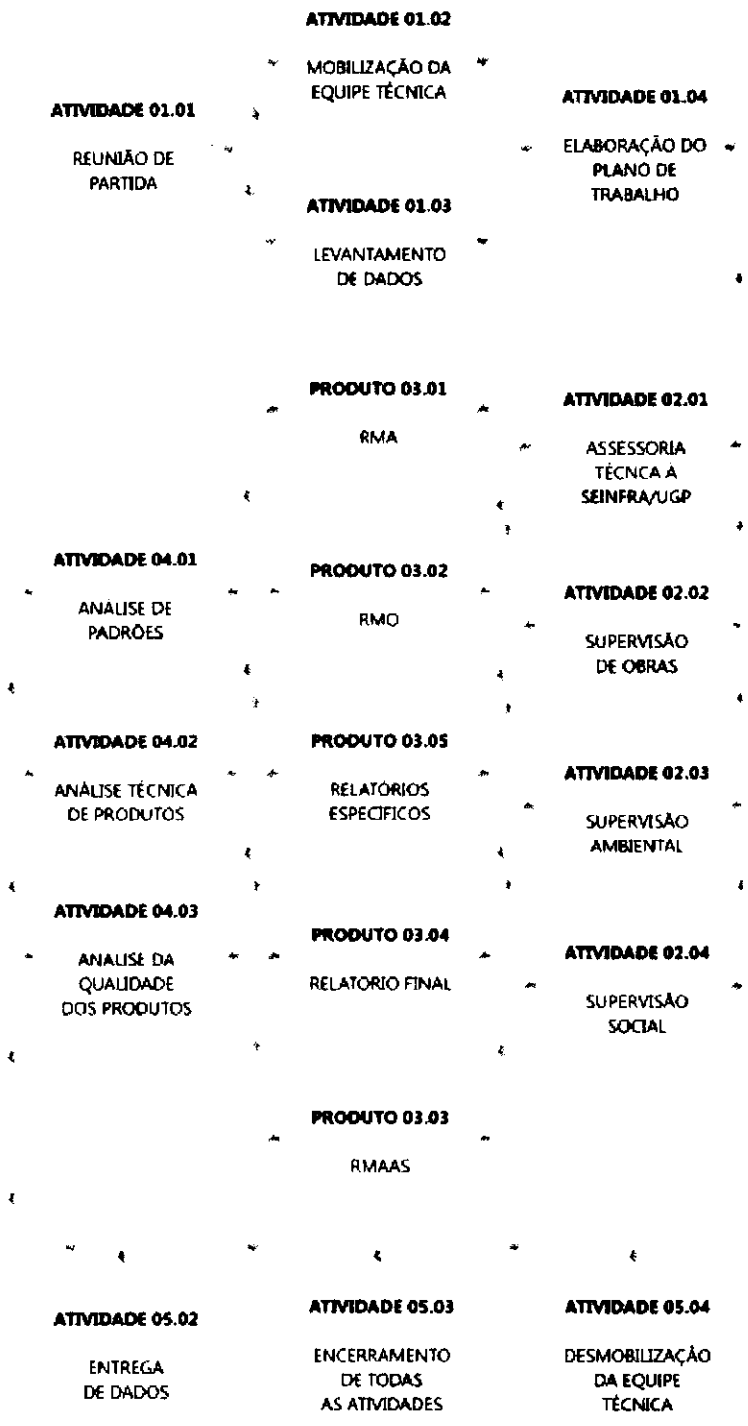 ATIVIDADE 01.02
MOBILIZAÇÃO DA
EQUIPE TÉCNICA
ATIVIDADE 01.01
REUNIÃO DE
PARTIDA
ATIVIDADE 01.04
ELABORAÇÃO DO
PLANO DE
TRABALHO
ATIVIDADE 01.03
LEVANTAMENTO
DE DADOS
PRODUTO 03.01
RMA
ATIVIDADE 02.01
ASSESSORIA
TÉCNCA À
SEINFRA/UGP
ATIVIDADE 04.01
ANÁLISE DE
PADRÕES
PRODUTO 03.02
RMO
ATIVIDADE 02.02
SUPERVISÃO
DE OBRAS
ATIVIDADE 04.02
ANÁLISE TÉCNICA
DE PRODUTOS
PRODUTO 03.05
RELATÓRIOS
ESPECÍFICOS
ATIVIDADE 02.03
SUPERVISÃO
AMBIENTAL
ATIVIDADE 04.03
ANALISE DA
QUALIDADE
DOS PRODUTOS
PRODUTO 03.04
RELATORIO FINAL
ATIVIDADE 02.04
SUPERVISÃO
SOCIAL
PRODUTO 03.03
RMAAS
ATIVIDADE 05.02
ENTREGA
DE DADOS
ATIVIDADE 05.03
ENCERRAMENTO
DE TODAS
AS ATIVIDADES
ATIVIDADE 05.04
DESMOBILIZAÇÃO
DA EQUIPE
TÉCNICA